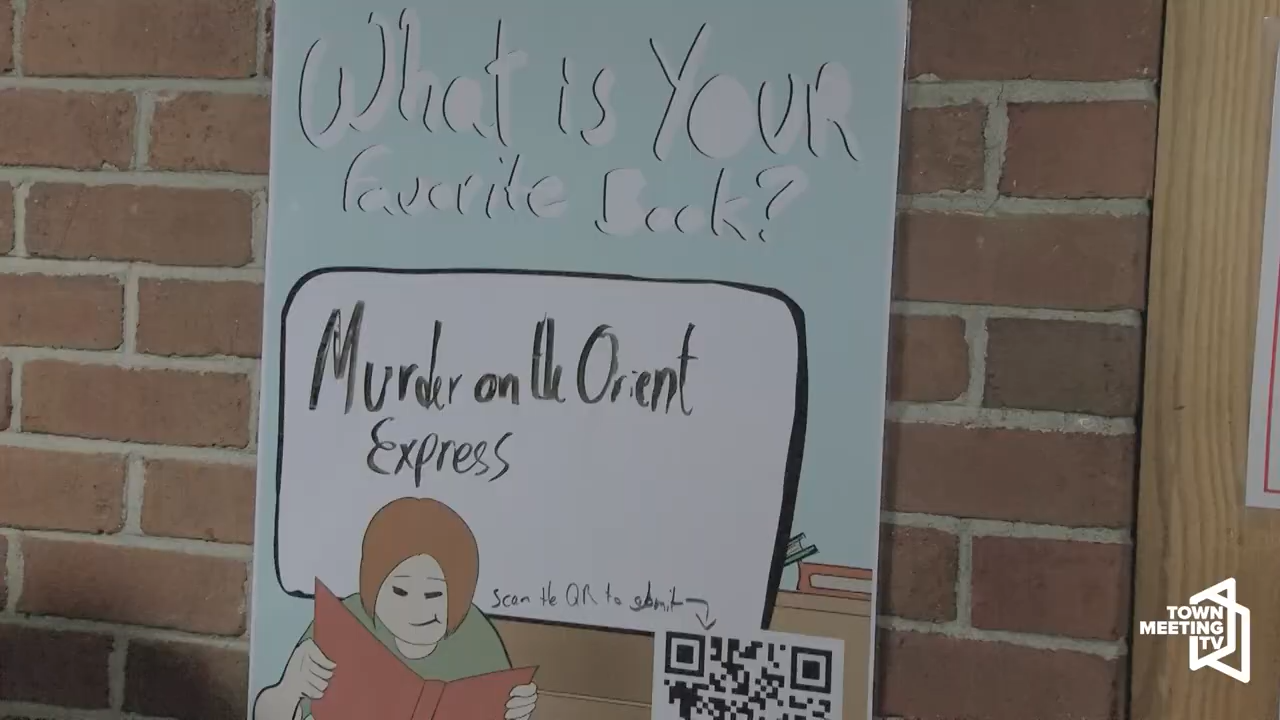 What is YOUR
favorite Book?
Murder on the Orient
Express
scan the QR to submit
TOWN
MEETING
TV